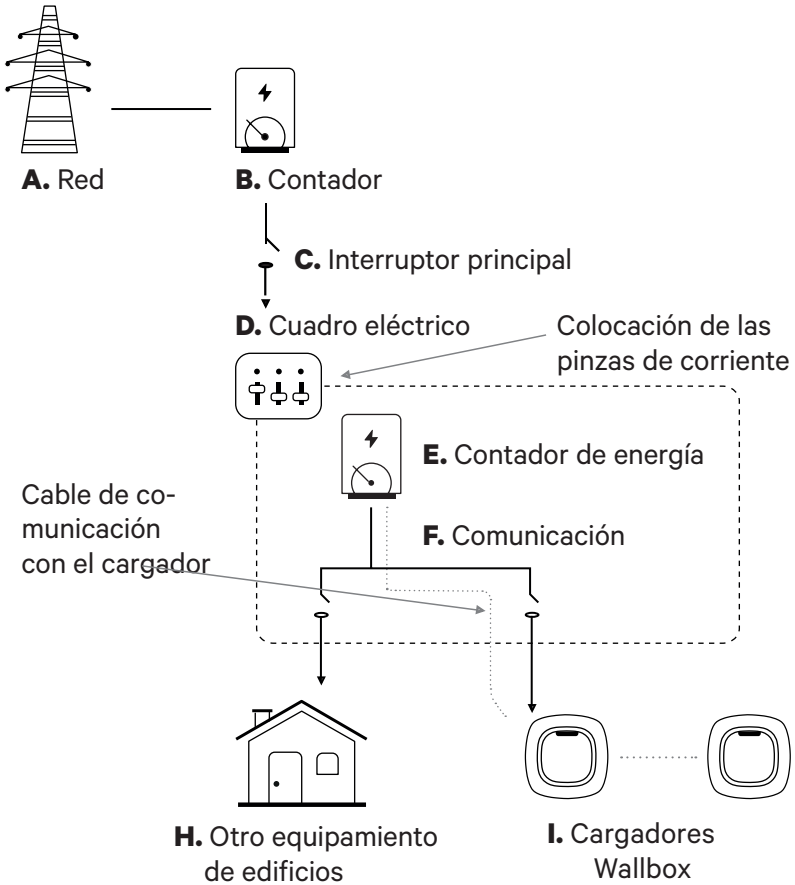 A. Red
B. Contador
C. Interruptor principal
D. Cuadro eléctrico
Colocación de las
pinzas de corriente
E. Contador de energía
Cable de co-
municación
con el cargador
F. Comunicación
H. Otro equipamiento
de edificios
I. Cargadores
Wallbox